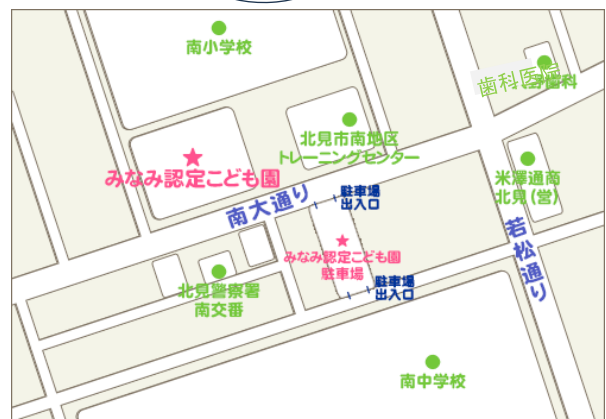 南小学校
歯科医院
歯科
北見市南地区
トレーニングセンター
みなみ認定こども園
米澤通商
北見(営)
南大通り
駐車場
出入口
若松通り
みなみ認定こども園
駐車場
駐車場
出入口
北見警察署
南交番
南中学校